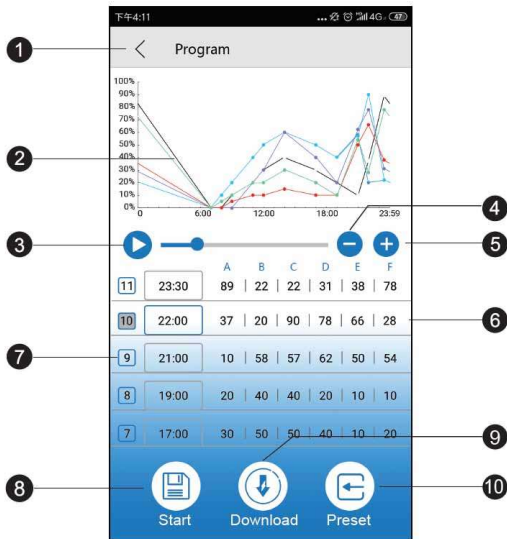 下午4:11 ... 4G 47
1 Program
100%
90%
80%
70%
60%
50%
40%
30%
20%
10%
0%
0 6:00 12:00 18:00 23:59
2
3
4
5
A B C D E F
11 23:30 89 | 22 | 22 | 31 | 38 | 78
10 22:00 37 | 20 | 90 | 78 | 66 | 28
6
7
9 21:00 10 | 58 | 57 | 62 | 50 | 54
8 19:00 20 | 40 | 40 | 20 | 10 | 10
7 17:00 30 | 50 | 50 | 40 | 10 | 20
9
8
10
Start Download Preset